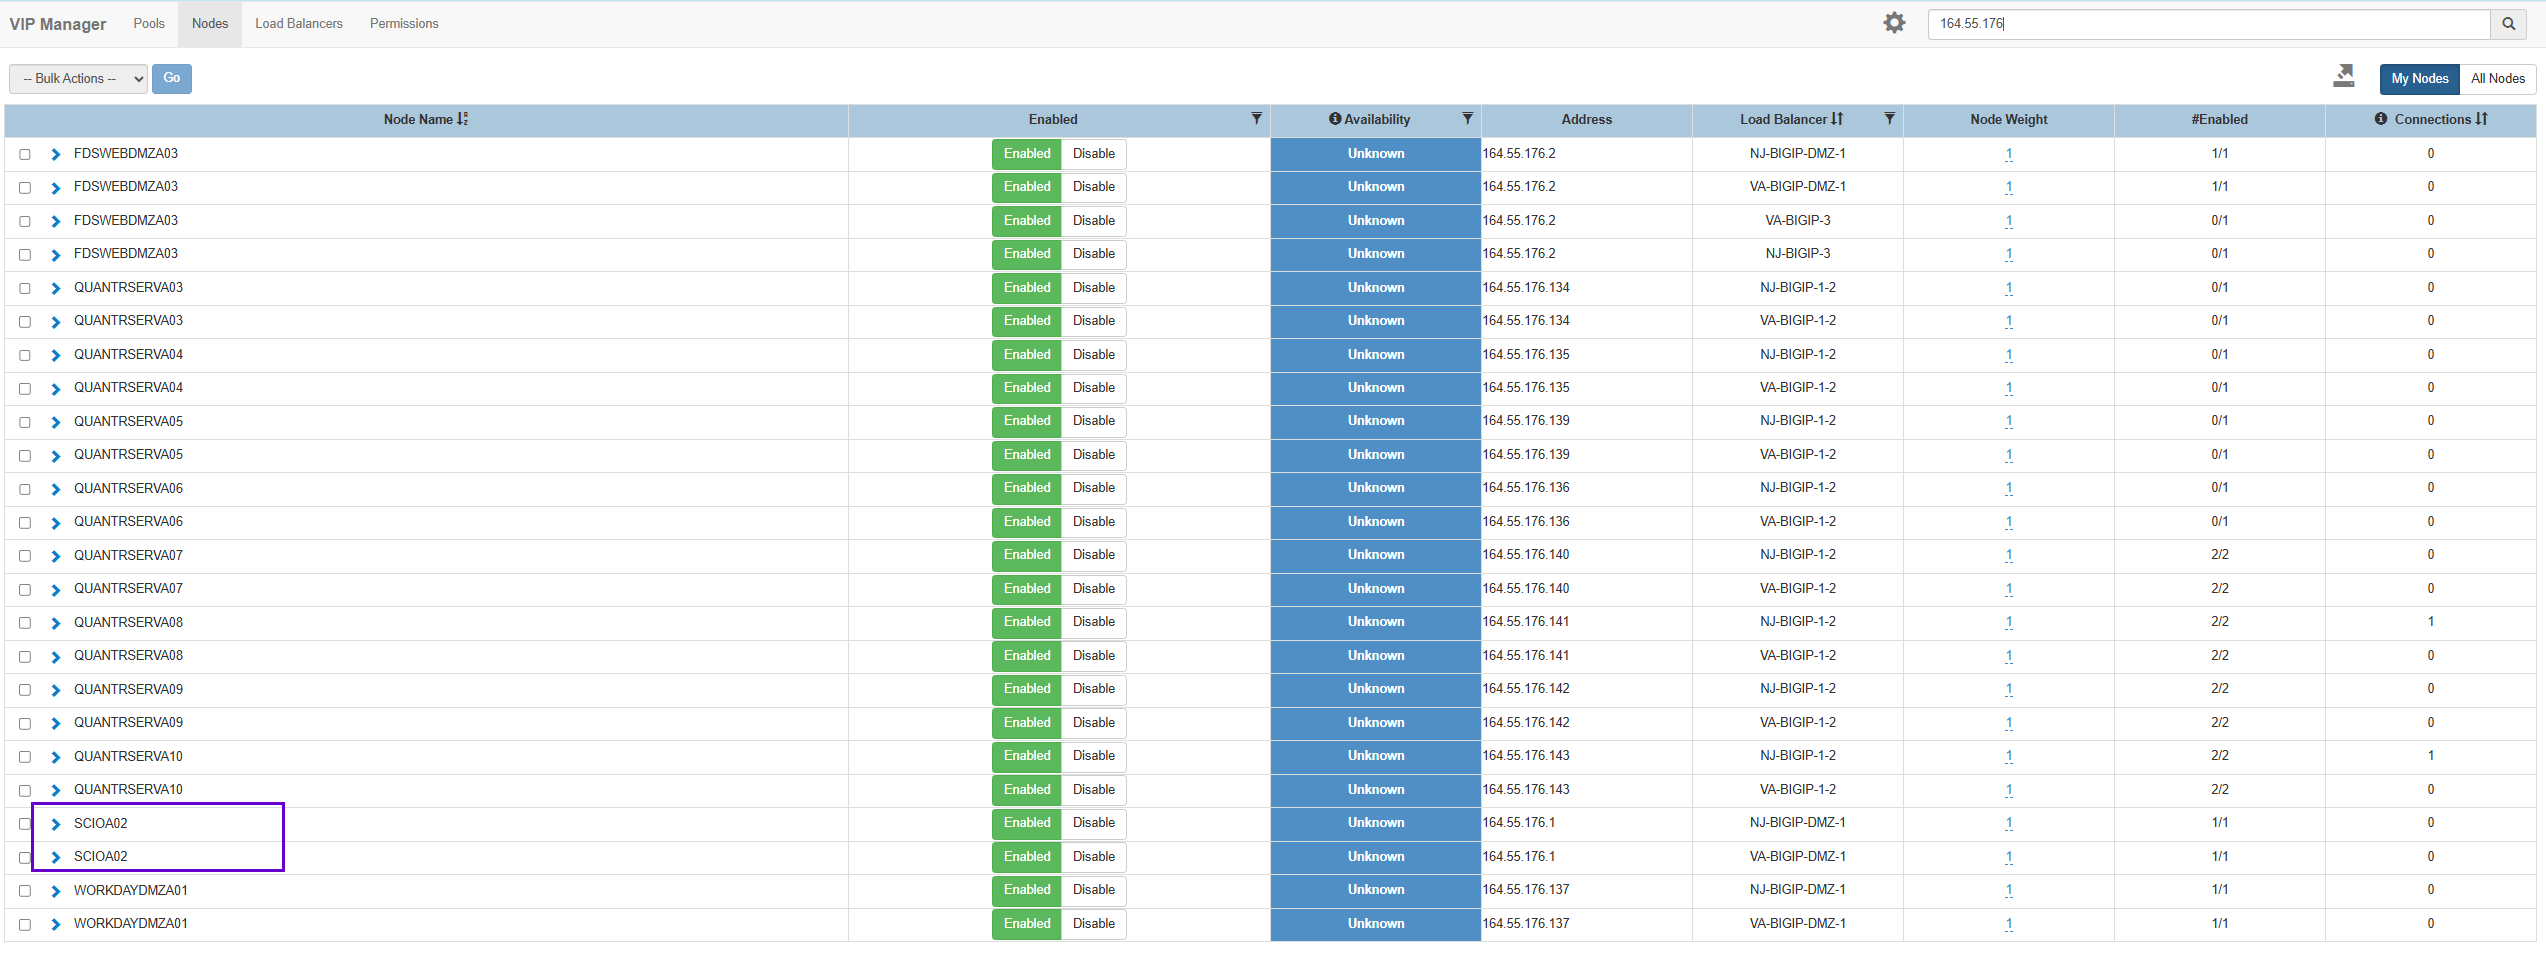 VIP Manager Pools Nodes Load Balancers Permissions 164.55.176
-- Bulk Actions -- Go My Nodes All Nodes
Node Name Enabled Availability Address Load Balancer Node Weight #Enabled Connections
FDSWEBDMZA03 Enabled Disable Unknown 164.55.176.2 NJ-BIGIP-DMZ-1 1 1/1 0
FDSWEBDMZA03 Enabled Disable Unknown 164.55.176.2 VA-BIGIP-DMZ-1 1 1/1 0
FDSWEBDMZA03 Enabled Disable Unknown 164.55.176.2 VA-BIGIP-3 1 0/1 0
FDSWEBDMZA03 Enabled Disable Unknown 164.55.176.2 NJ-BIGIP-3 1 0/1 0
QUANTRSERVA03 Enabled Disable Unknown 164.55.176.134 NJ-BIGIP-1-2 1 0/1 0
QUANTRSERVA03 Enabled Disable Unknown 164.55.176.134 VA-BIGIP-1-2 1 0/1 0
QUANTRSERVA04 Enabled Disable Unknown 164.55.176.135 NJ-BIGIP-1-2 1 0/1 0
QUANTRSERVA04 Enabled Disable Unknown 164.55.176.135 VA-BIGIP-1-2 1 0/1 0
QUANTRSERVA05 Enabled Disable Unknown 164.55.176.139 NJ-BIGIP-1-2 1 0/1 0
QUANTRSERVA05 Enabled Disable Unknown 164.55.176.139 VA-BIGIP-1-2 1 0/1 0
QUANTRSERVA06 Enabled Disable Unknown 164.55.176.136 NJ-BIGIP-1-2 1 0/1 0
QUANTRSERVA06 Enabled Disable Unknown 164.55.176.136 VA-BIGIP-1-2 1 0/1 0
QUANTRSERVA07 Enabled Disable Unknown 164.55.176.140 NJ-BIGIP-1-2 1 2/2 0
QUANTRSERVA07 Enabled Disable Unknown 164.55.176.140 VA-BIGIP-1-2 1 2/2 0
QUANTRSERVA08 Enabled Disable Unknown 164.55.176.141 NJ-BIGIP-1-2 1 2/2 1
QUANTRSERVA08 Enabled Disable Unknown 164.55.176.141 VA-BIGIP-1-2 1 2/2 0
QUANTRSERVA09 Enabled Disable Unknown 164.55.176.142 NJ-BIGIP-1-2 1 2/2 0
QUANTRSERVA09 Enabled Disable Unknown 164.55.176.142 VA-BIGIP-1-2 1 2/2 0
QUANTRSERVA10 Enabled Disable Unknown 164.55.176.143 NJ-BIGIP-1-2 1 2/2 1
QUANTRSERVA10 Enabled Disable Unknown 164.55.176.143 VA-BIGIP-1-2 1 2/2 0
SCIOA02 Enabled Disable Unknown 164.55.176.1 NJ-BIGIP-DMZ-1 1 1/1 0
SCIOA02 Enabled Disable Unknown 164.55.176.1 VA-BIGIP-DMZ-1 1 1/1 0
WORKDAYDMZA01 Enabled Disable Unknown 164.55.176.137 NJ-BIGIP-DMZ-1 1 1/1 0
WORKDAYDMZA01 Enabled Disable Unknown 164.55.176.137 VA-BIGIP-DMZ-1 1 1/1 0